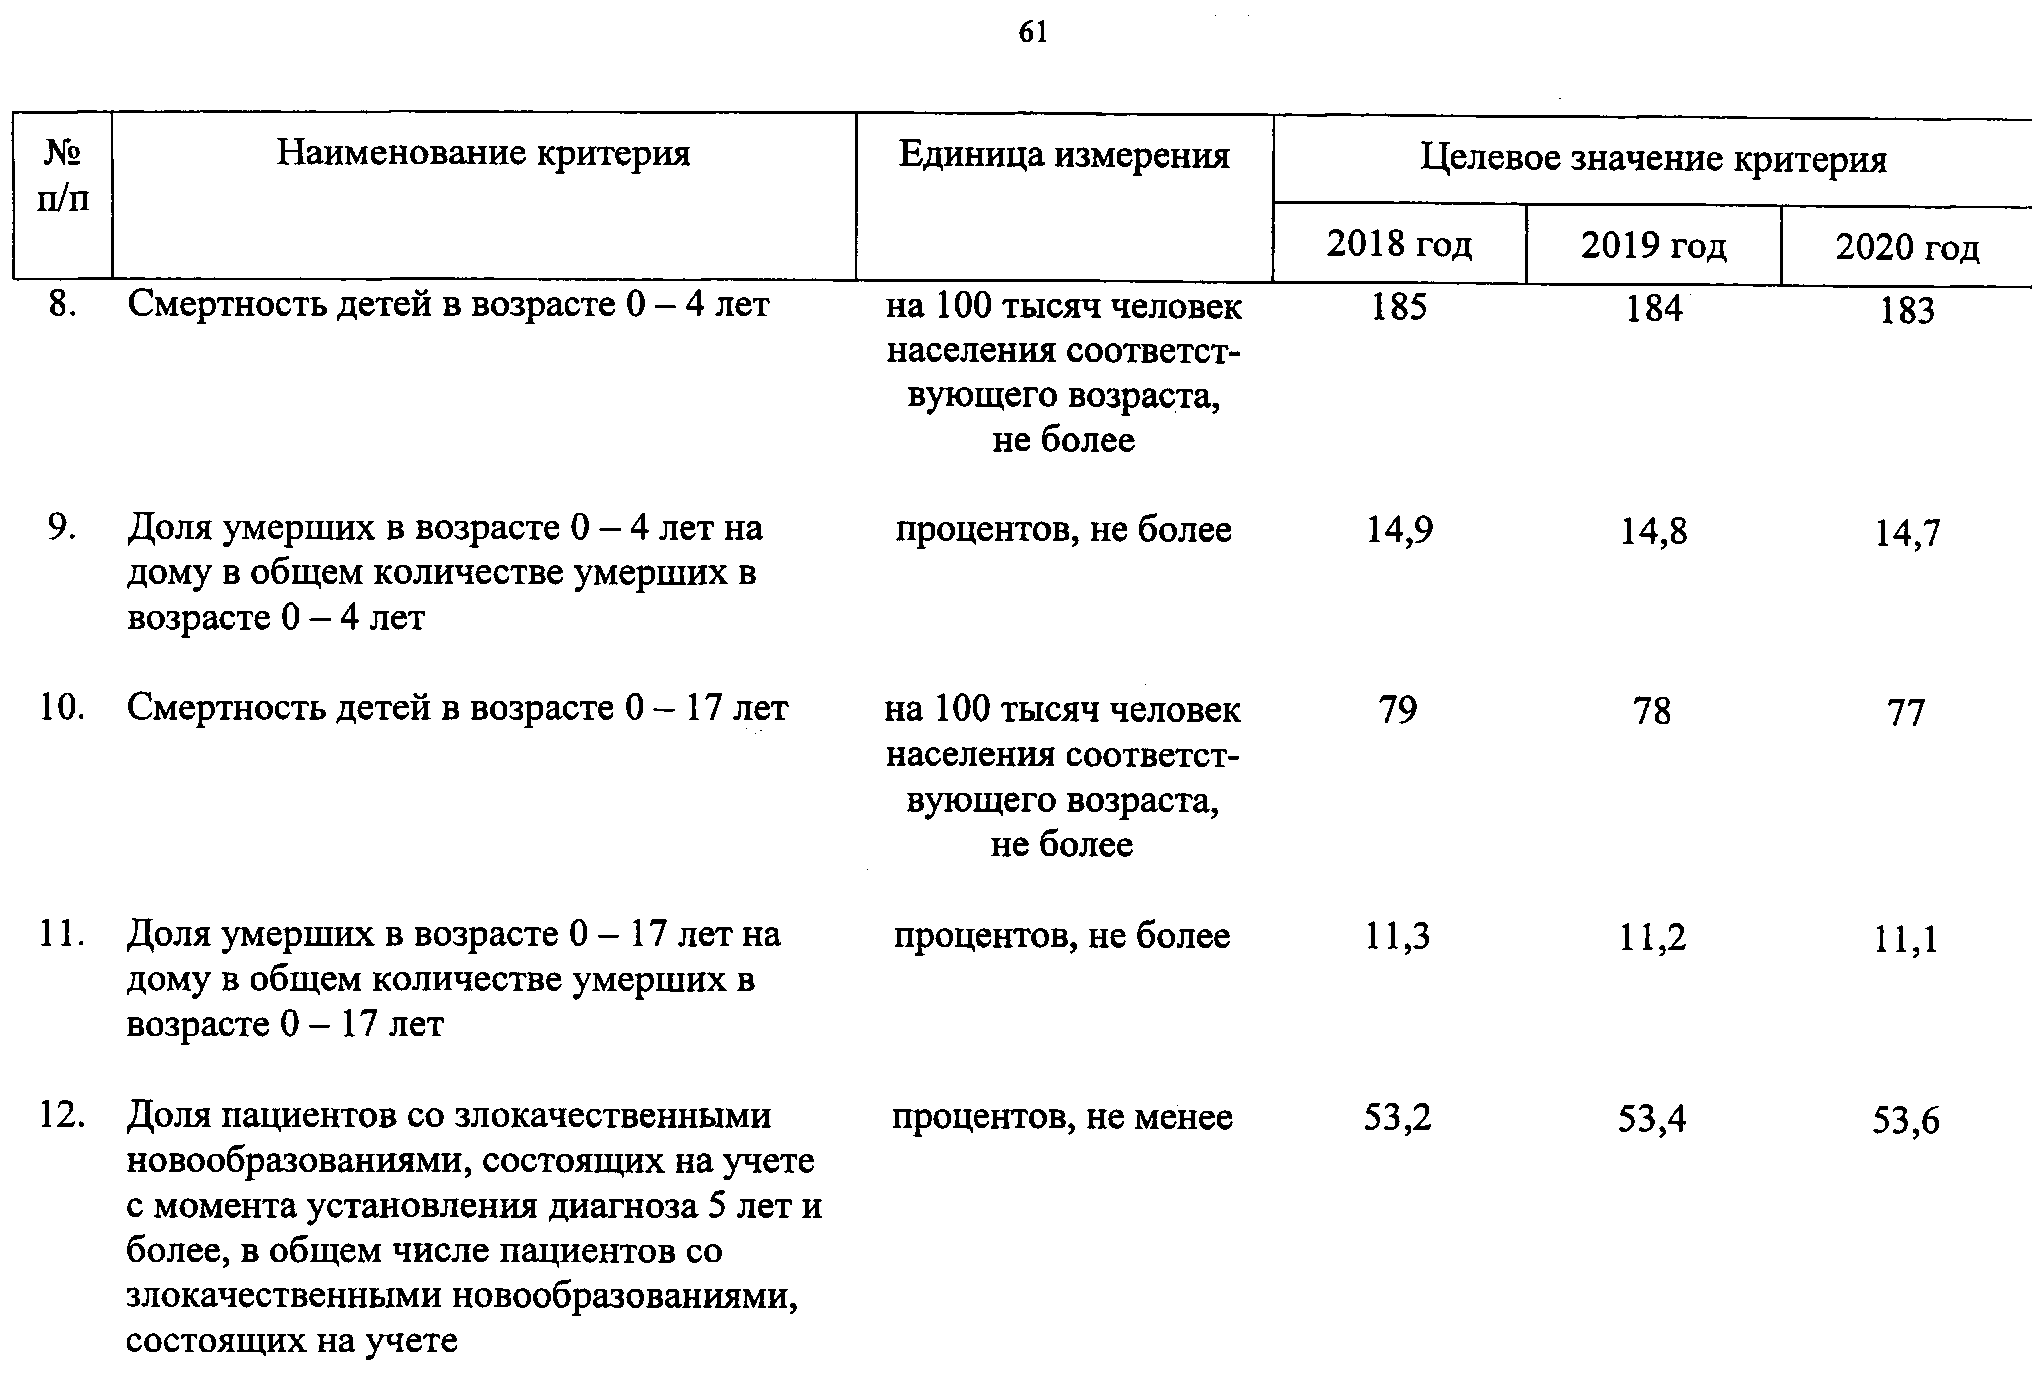 61
№
п/п
Наименование критерия
Единица измерения
Целевое значение критерия
2018 год
2019 год
2020 год
8.
Смертность детей в возрасте 0 – 4 лет
на 100 тысяч человек
населения соответст-
вующего возраста,
не более
185
184
183
9.
Доля умерших в возрасте 0 – 4 лет на
дому в общем количестве умерших в
возрасте 0 – 4 лет
процентов, не более
14,9
14,8
14,7
10.
Смертность детей в возрасте 0 – 17 лет
на 100 тысяч человек
населения соответст-
вующего возраста,
не более
79
78
77
11.
Доля умерших в возрасте 0 – 17 лет на
дому в общем количестве умерших в
возрасте 0 – 17 лет
процентов, не более
11,3
11,2
11,1
12.
Доля пациентов со злокачественными
новообразованиями, состоящих на учете
с момента установления диагноза 5 лет и
более, в общем числе пациентов со
злокачественными новообразованиями,
состоящих на учете
процентов, не менее
53,2
53,4
53,6